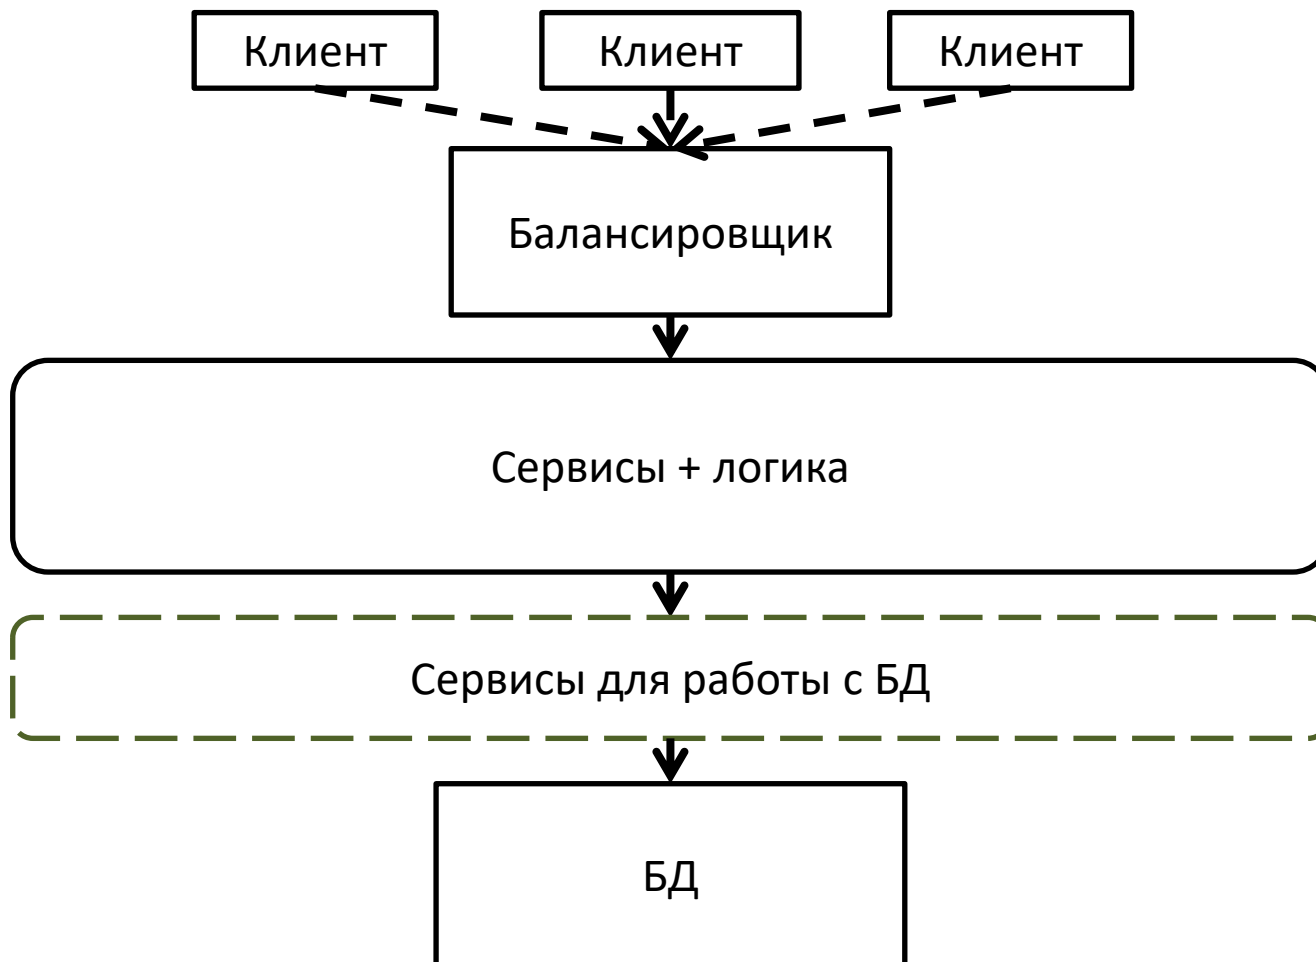 Клиент Клиент Клиент
Балансировщик
Сервисы + логика
Сервисы для работы с БД
БД